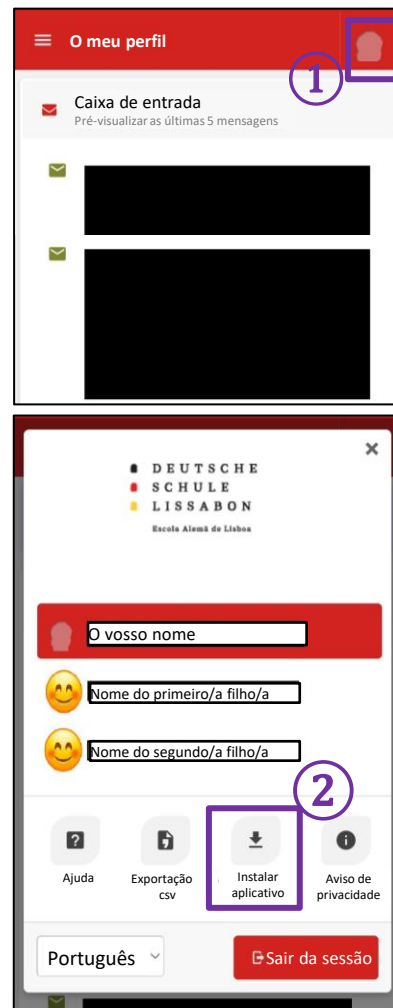 O meu perfil
1
Caixa de entrada
Pré-visualizar as últimas 5 mensagens
DEUTSCHE
SCHULE
LISSABON
Escola Alemã de Lisboa
O vosso nome
Nome do primeiro/a filho/a
Nome do segundo/a filho/a
2
Ajuda
Exportação
csv
Instalar
aplicativo
Aviso de
privacidade
Português
Sair da sessão